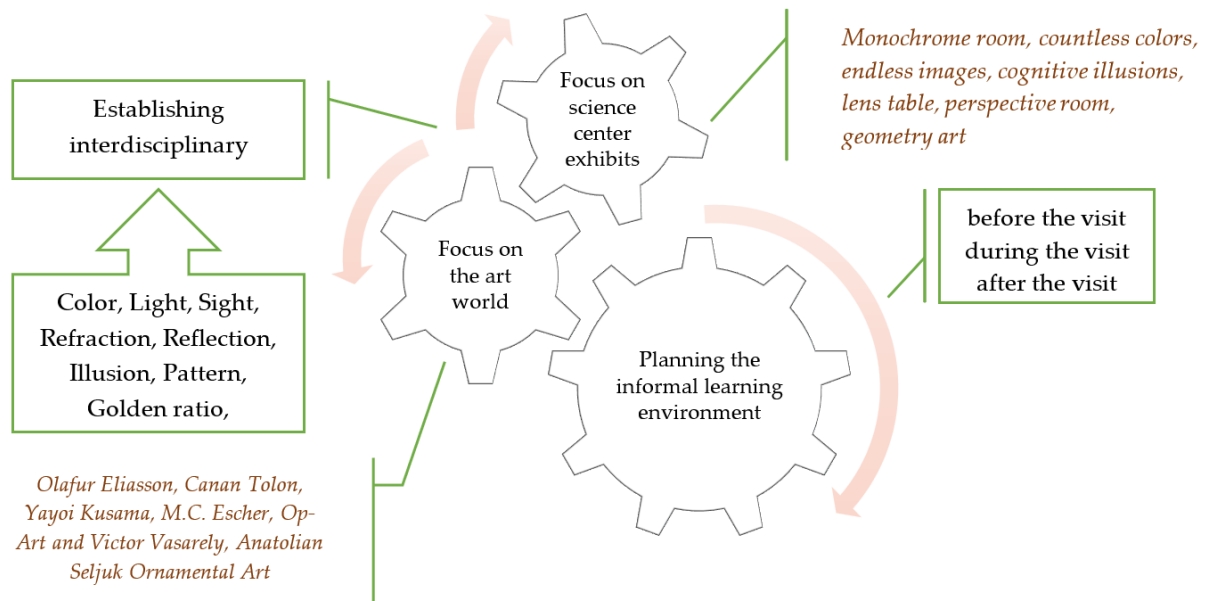 Establishing
interdisciplinary
Color, Light, Sight,
Refraction, Reflection,
Illusion, Pattern,
Golden ratio,
Olafur Eliasson, Canan Tolon,
Yayoi Kusama, M.C. Escher, Op-
Art and Victor Vasarely, Anatolian
Seljuk Ornamental Art
Focus on
science
center
exhibits
Focus on
the art
world
Planning the
informal learning
environment
Monochrome room, countless colors,
endless images, cognitive illusions,
lens table, perspective room,
geometry art
before the visit
during the visit
after the visit